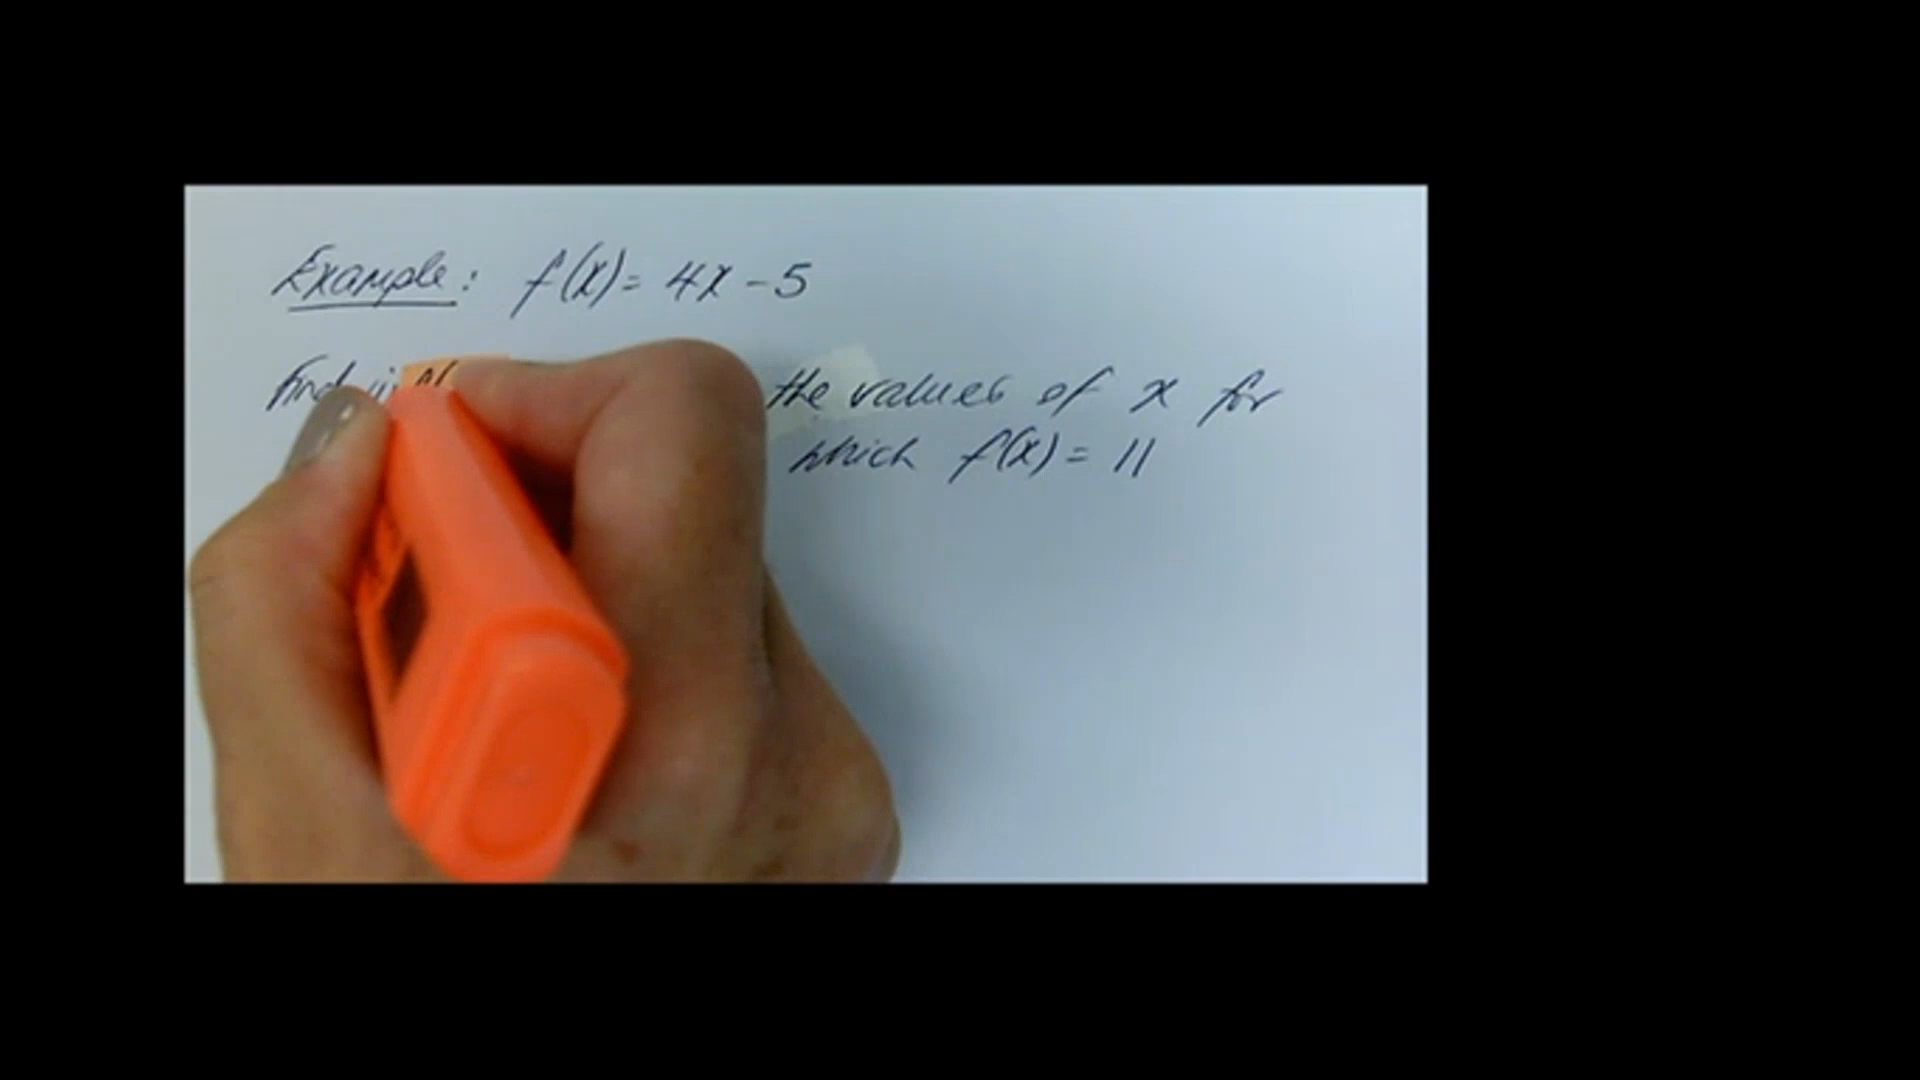 Example: f(x)= 4x - 5
Find the values of x for
which f(x) = 11